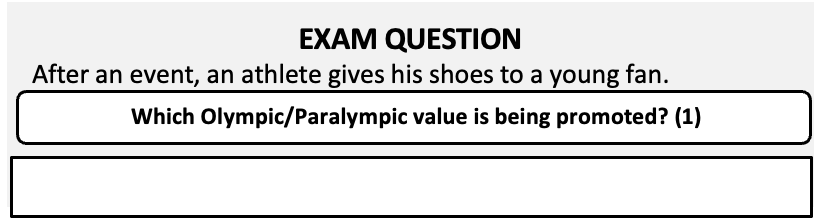 EXAM QUESTION
After an event, an athlete gives his shoes to a young fan.
Which Olympic/Paralympic value is being promoted? (1)